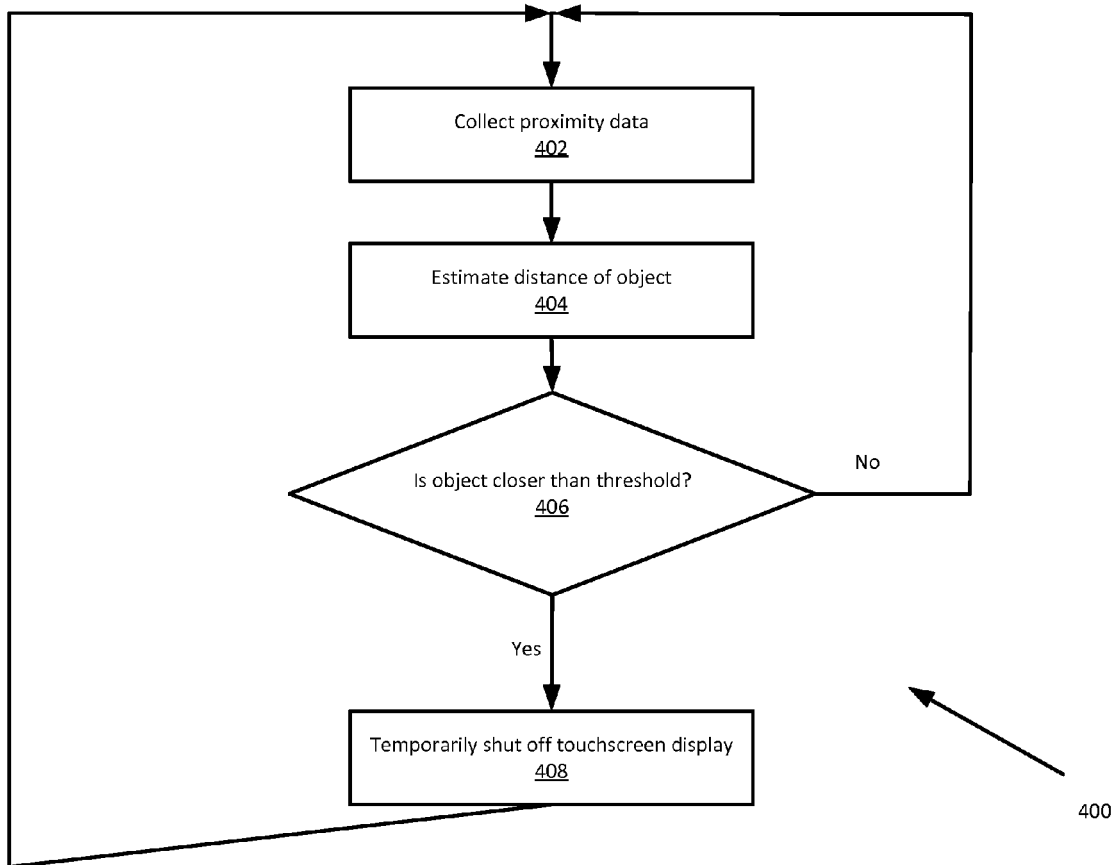 Collect proximity data
402
Estimate distance of object
404
Is object closer than threshold?
406
No
Yes
Temporarily shut off touchscreen display
408
400